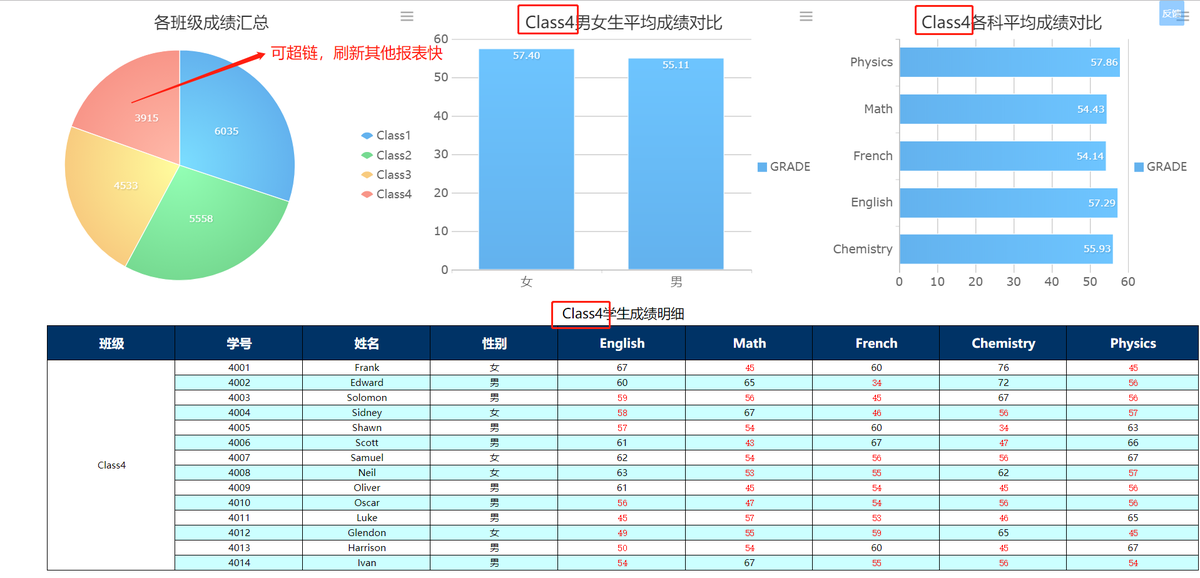 各班级成绩汇总
可超链，刷新其他报表快
3915
6035
4533
5558
Class1
Class2
Class3
Class4
Class4男女生平均成绩对比
60
50
40
30
20
10
0
57.40
55.11
女
男
GRADE
Class4各科平均成绩对比
反馈
Physics 57.86
Math 54.43
French 54.14
English 57.29
Chemistry 55.93
0 10 20 30 40 50 60
GRADE
Class4学生成绩明细
班级 学号 姓名 性别 English Math French Chemistry Physics
4001 Frank 女 67 45 60 76 45
4002 Edward 男 60 65 34 72 56
4003 Solomon 男 59 56 45 67 56
4004 Sidney 女 58 67 46 56 57
4005 Shawn 男 57 54 60 34 63
4006 Scott 男 61 43 67 47 66
4007 Samuel 女 62 54 56 56 67
Class4
4008 Neil 女 63 53 55 62 57
4009 Oliver 男 61 45 54 45 56
4010 Oscar 男 56 47 54 56 56
4011 Luke 男 45 57 53 46 65
4012 Glendon 女 49 55 59 65 45
4013 Harrison 男 50 54 60 45 67
4014 Ivan 男 54 67 55 56 54